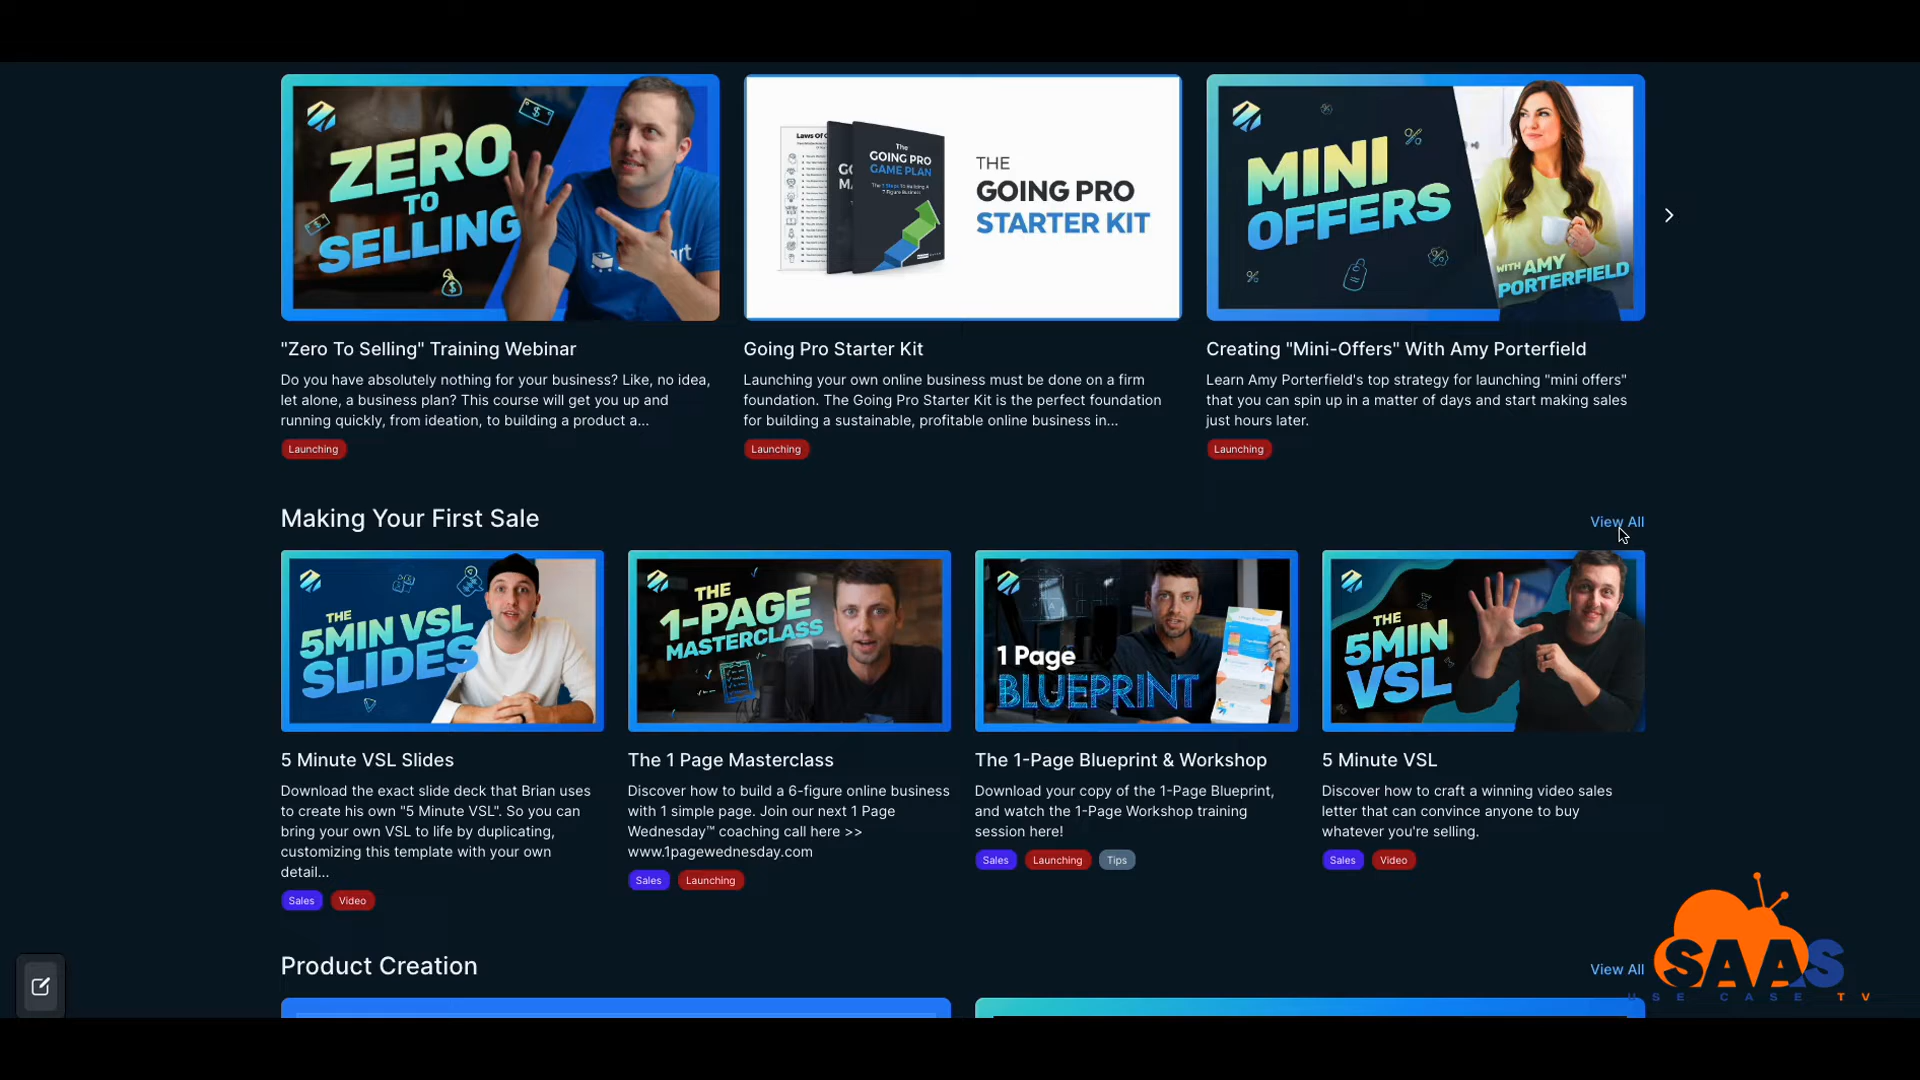 ZERO
TO
SELLING
Laws Of
The
GOING PRO
GAME PLAN
THE
GOING PRO
STARTER KIT
MINI
OFFERS
WITH AMY
PORTERFIELD
"Zero To Selling" Training Webinar
Do you have absolutely nothing for your business? Like, no idea,
let alone, a business plan? This course will get you up and
running quickly, from ideation, to building a product a...
Launching
Going Pro Starter Kit
Launching your own online business must be done on a firm
foundation. The Going Pro Starter Kit is the perfect foundation
for building a sustainable, profitable online business in...
Launching
Creating "Mini-Offers" With Amy Porterfield
Learn Amy Porterfield's top strategy for launching "mini offers"
that you can spin up in a matter of days and start making sales
just hours later.
Launching
Making Your First Sale
View All
THE
5MIN VSL
SLIDES
THE
1-PAGE
MASTERCLASS
1 Page
BLUEPRINT
THE
5MIN
VSL
5 Minute VSL Slides
Download the exact slide deck that Brian uses
to create his own "5 Minute VSL". So you can
bring your own VSL to life by duplicating,
customizing this template with your own
detail...
Sales Video
The 1 Page Masterclass
Discover how to build a 6-figure online business
with 1 simple page. Join our next 1 Page
Wednesday™ coaching call here >>
www.1pagewednesday.com
Sales Launching
The 1-Page Blueprint & Workshop
Download your copy of the 1-Page Blueprint,
and watch the 1-Page Workshop training
session here!
Sales Launching Tips
5 Minute VSL
Discover how to craft a winning video sales
letter that can convince anyone to buy
whatever you're selling.
Sales Video
Product Creation
View All
SAAS
USE CASE TV